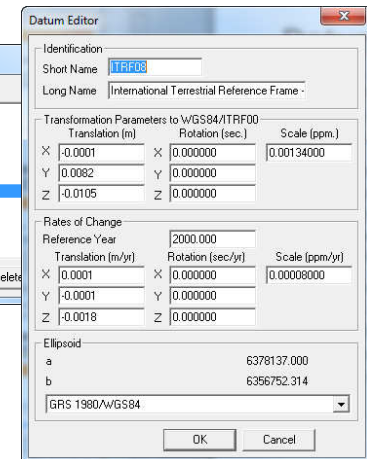 Datum Editor
Identification
Short Name ITRF08
Long Name International Terrestrial Reference Frame -
Transformation Parameters to WGS84/ITRF00
Translation (m) Rotation (sec.) Scale (ppm.)
X -0.0001 X 0.000000 0.00134000
Y 0.0082 Y 0.000000
Z -0.0105 Z 0.000000
Rates of Change
Reference Year 2000.000
Translation (m/yr) Rotation (sec/yr) Scale (ppm/yr)
X 0.0001 X 0.000000 0.00008000
elete
Y -0.0001 Y 0.000000
Z -0.0018 Z 0.000000
Ellipsoid
a 6378137.000
b 6356752.314
GRS 1980/WGS84
OK Cancel